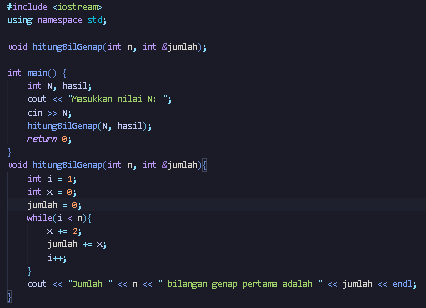 #include <iostream>
using namespace std;
void hitungBilGenap(int n, int &jumlah);
int main() {
int N, hasil;
cout << "Masukkan nilai N: ";
cin >> N;
hitungBilGenap(N, hasil);
return 0;
}
void hitungBilGenap(int n, int &jumlah){
int i = 1;
int x = 0;
jumlah = 0;
while(i < n){
x += 2;
jumlah += x;
i++;
}
cout << "Jumlah " << n << " bilangan genap pertama adalah " << jumlah << endl;
}